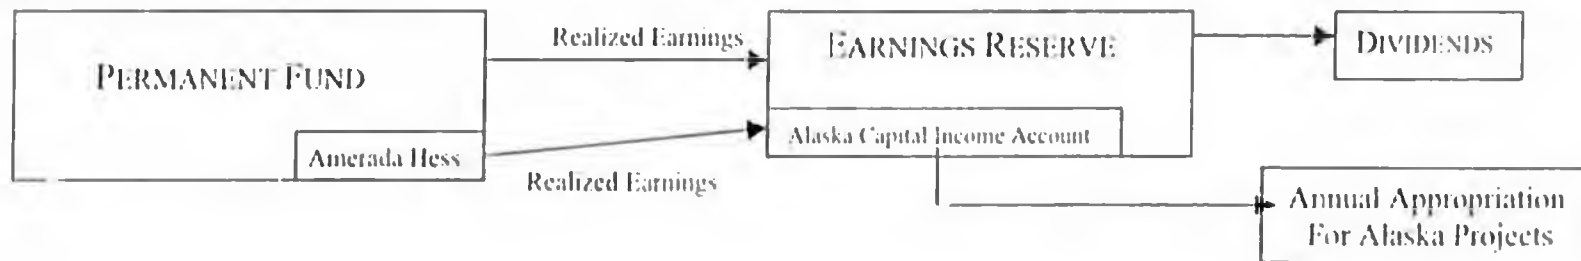 PERMANENT FUND
Amerada Hess
Realized Earnings
Realized Earnings
EARNINGS RESERVE
Alaska Capital Income Account
DIVIDENDS
Annual Appropriation
For Alaska Projects